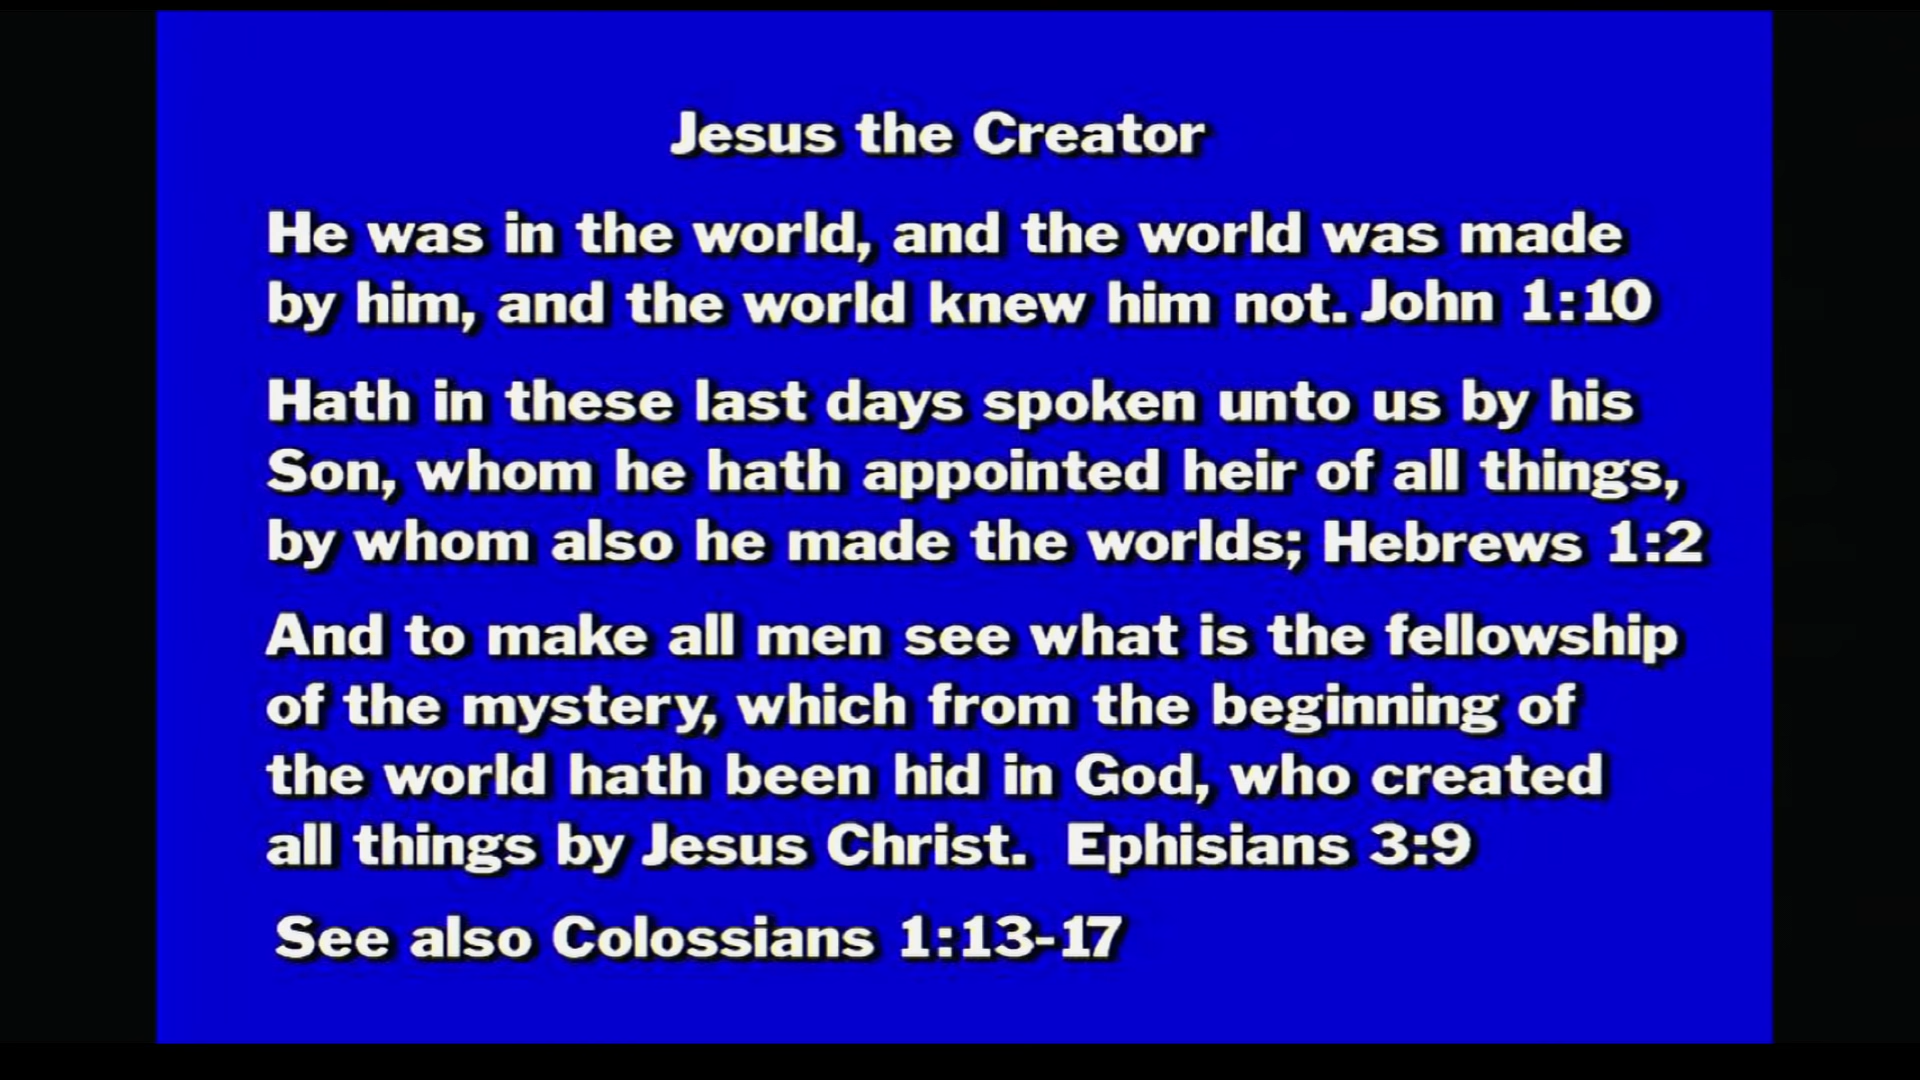 Jesus the Creator
He was in the world, and the world was made
by him, and the world knew him not. John 1:10
Hath in these last days spoken unto us by his
Son, whom he hath appointed heir of all things,
by whom also he made the worlds; Hebrews 1:2
And to make all men see what is the fellowship
of the mystery, which from the beginning of
the world hath been hid in God, who created
all things by Jesus Christ. Ephisians 3:9
See also Colossians 1:13-17